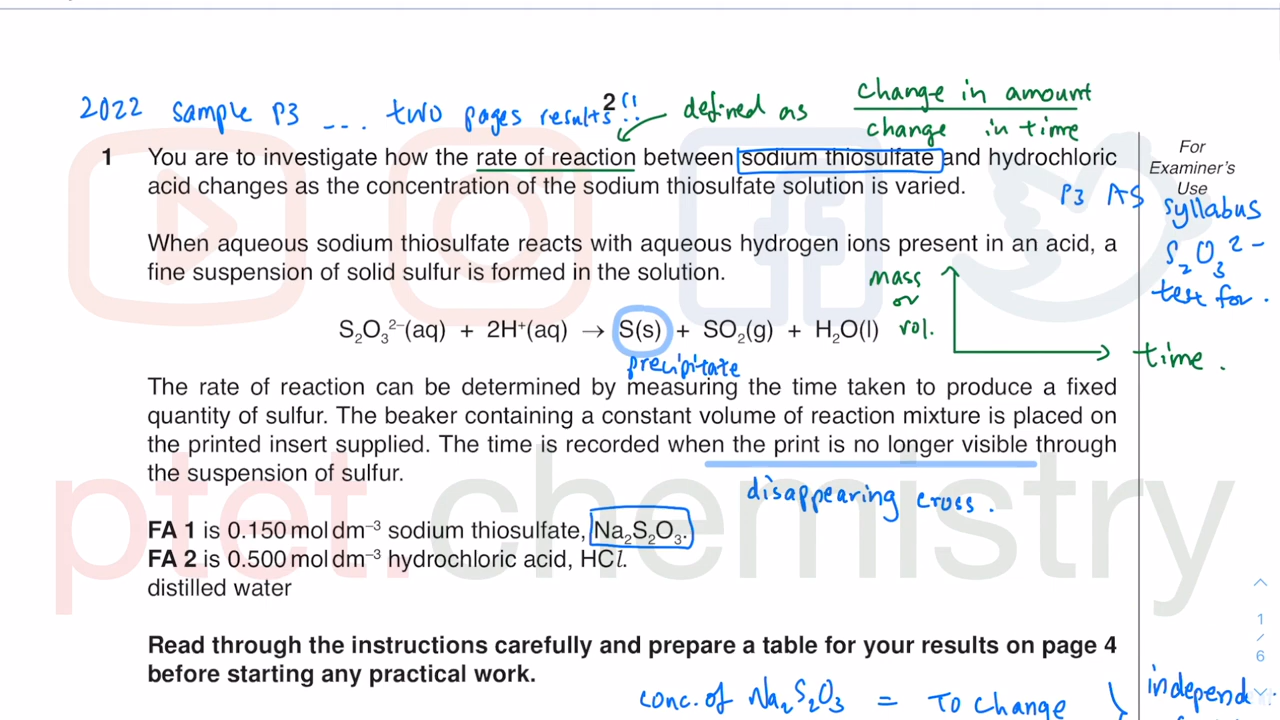 2
2022 sample P3 ... two pages results!! defined as change in amount
change in time
1 You are to investigate how the rate of reaction between sodium thiosulfate and hydrochloric
acid changes as the concentration of the sodium thiosulfate solution is varied.
For
Examiner's
Use
P3 AS syllabus
S₂O₃²⁻
test for.
When aqueous sodium thiosulfate reacts with aqueous hydrogen ions present in an acid, a
fine suspension of solid sulfur is formed in the solution.
mass
or
vol.
time.
S₂O₃²⁻(aq) + 2H⁺(aq) → S(s) + SO₂(g) + H₂O(l)
precipitate
The rate of reaction can be determined by measuring the time taken to produce a fixed
quantity of sulfur. The beaker containing a constant volume of reaction mixture is placed on
the printed insert supplied. The time is recorded when the print is no longer visible through
the suspension of sulfur.
disappearing cross.
ptet.chemistry
FA 1 is 0.150 mol dm⁻³ sodium thiosulfate, Na₂S₂O₃.
FA 2 is 0.500 mol dm⁻³ hydrochloric acid, HCl.
distilled water
1
/
6
Read through the instructions carefully and prepare a table for your results on page 4
before starting any practical work.
conc. of Na₂S₂O₃ = To change
independ